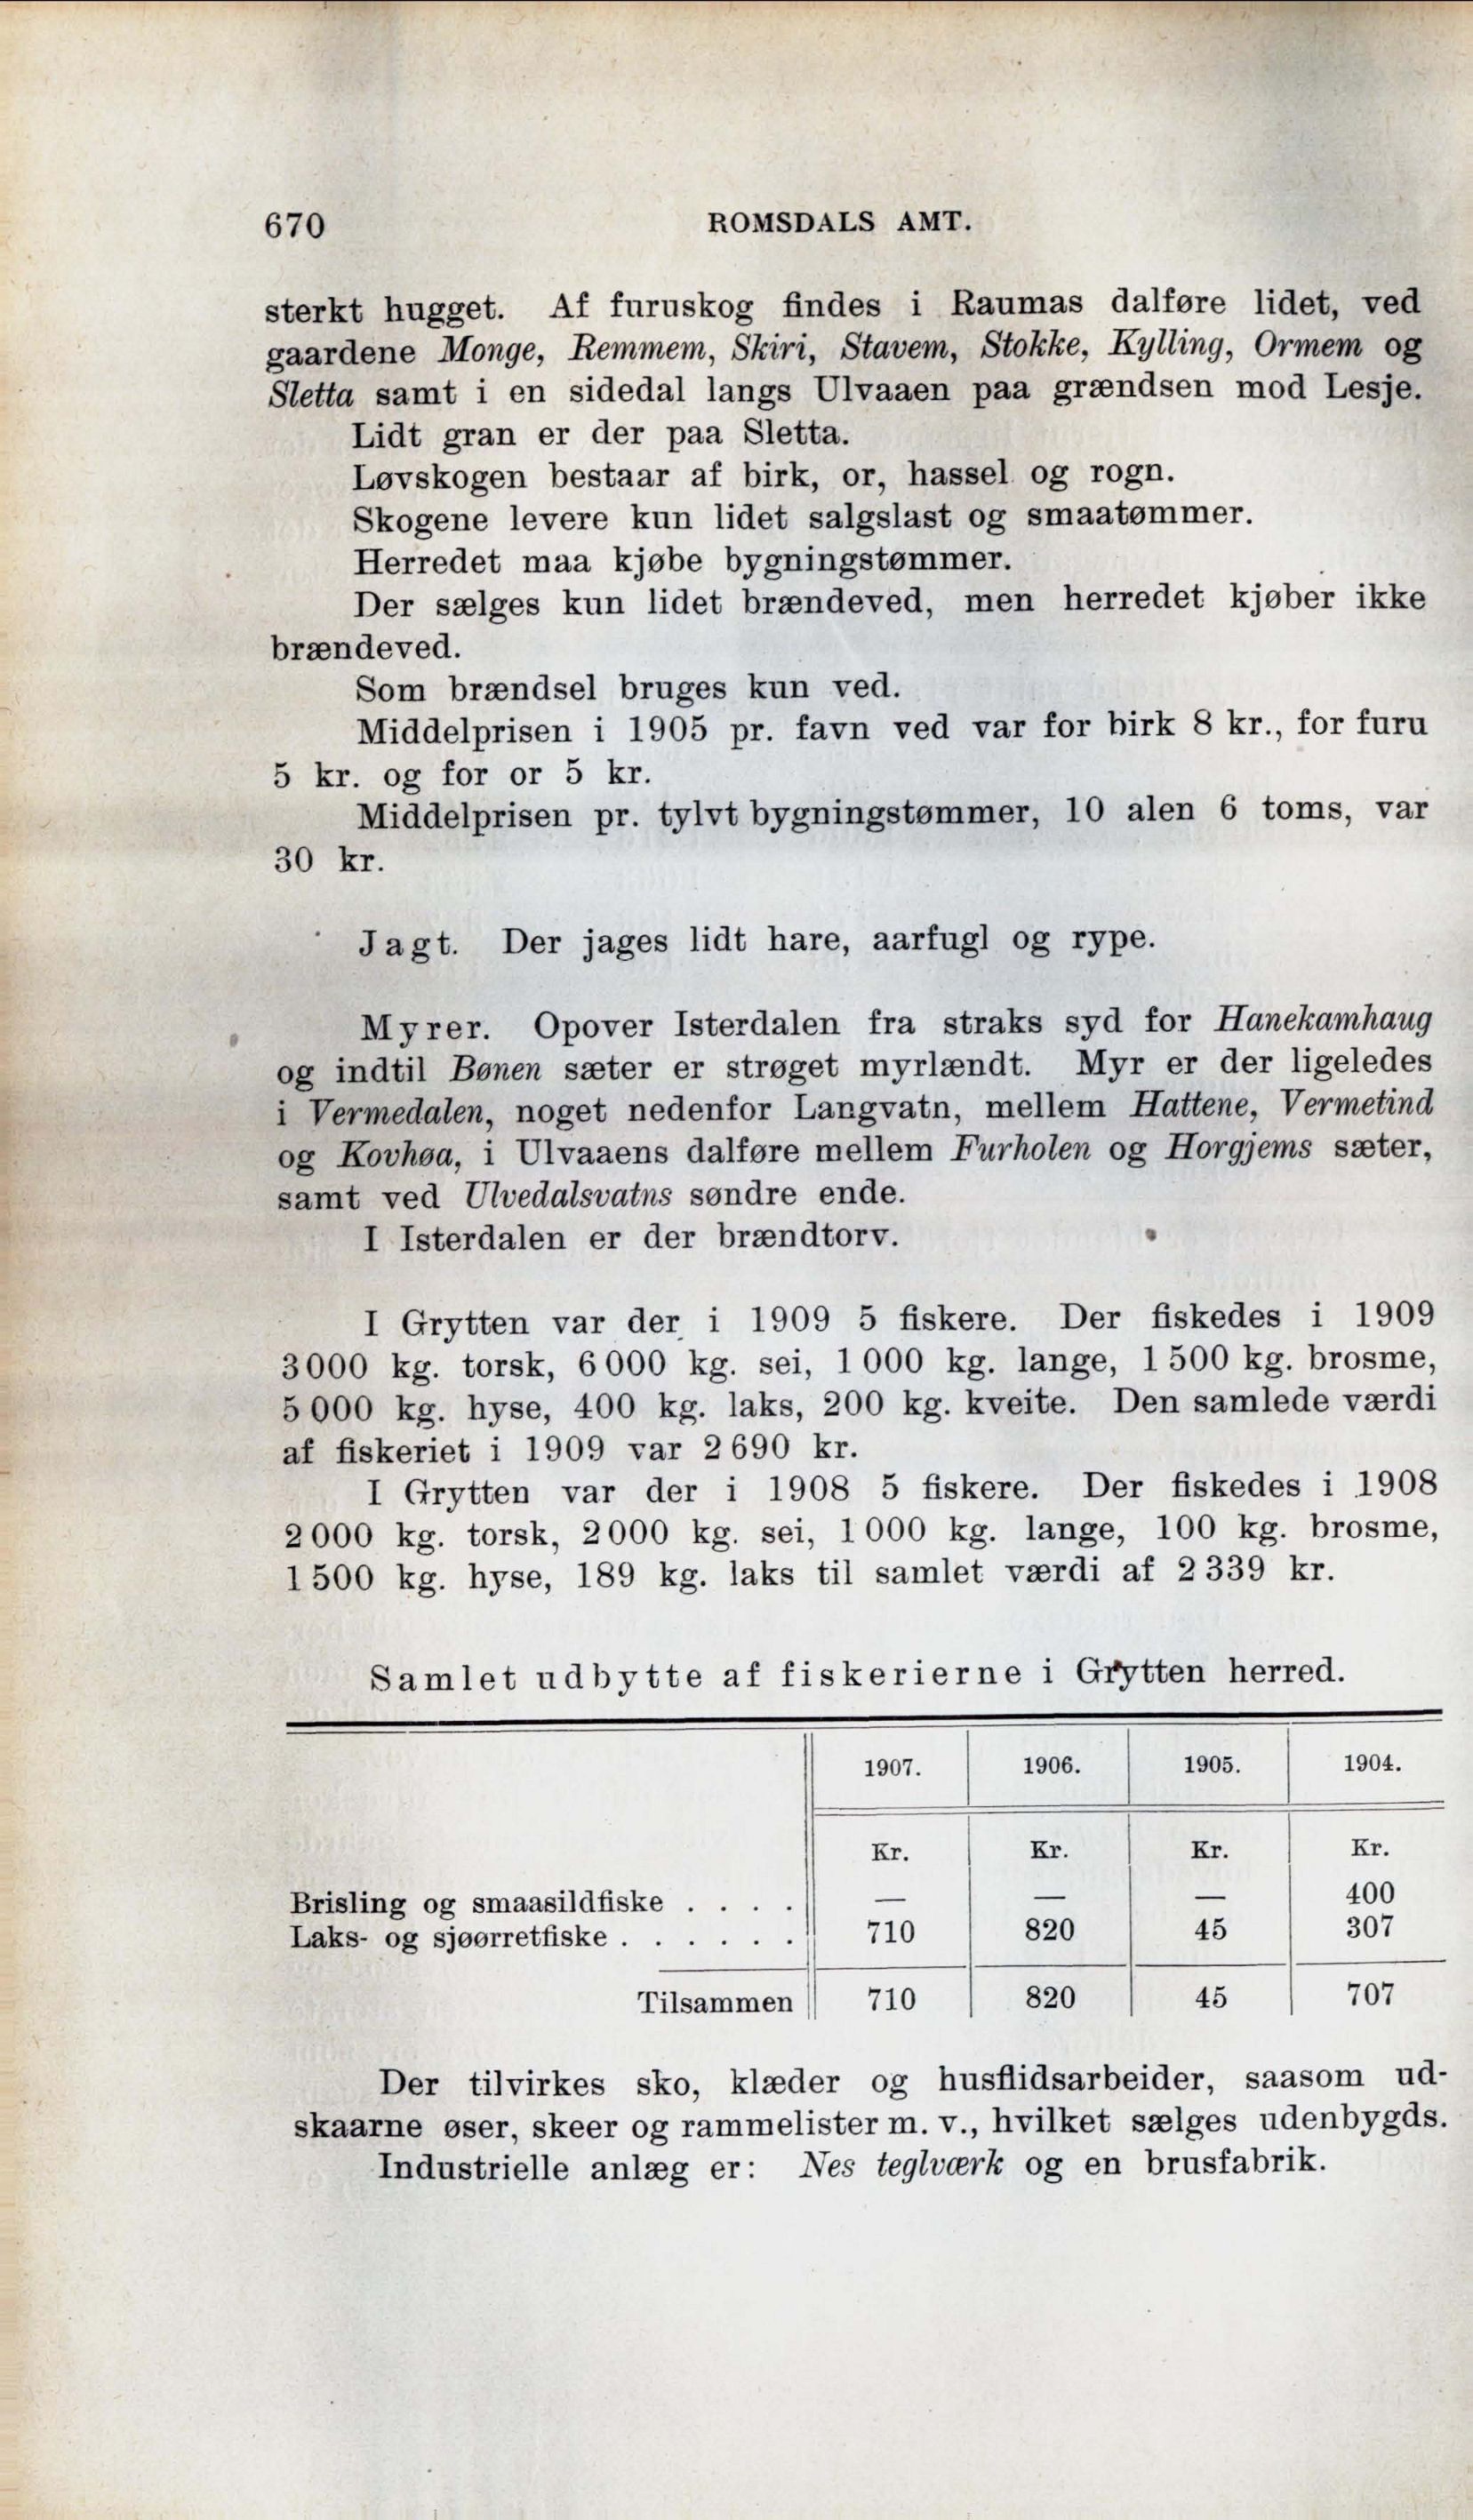 670 ROMSDALS AMT.
sterkt hugget. Af furuskog findes i Raumas dalføre lidet, ved
gaardene Monge, Remmem, Skiri, Stavem, Stokke, Kylling, Ormem og
Sletta samt i en sidedal langs Ulvaaen paa grændsen mod Lesje.
Lidt gran er der paa Sletta.
Løvskogen bestaar af birk, or, hassel og rogn.
Skogene levere kun lidet salgslast og smaatømmer.
Herredet maa kjøbe bygningstømmer.
Der sælges kun lidet brændeved, men herredet kjøber ikke
brændeved.
Som brændsel bruges kun ved.
Middelprisen i 1905 pr. favn ved var for birk 8 kr., for furu
5 kr. og for or 5 kr.
Middelprisen pr. tylvt bygningstømmer, 10 alen 6 toms, var
30 kr.
Jagt. Der jages lidt hare, aarfugl og rype.
Myrer. Opover Isterdalen fra straks syd for Hanekamhaug
og indtil Bønen sæter er strøget myrlændt. Myr er der ligeledes
i Vermedalen, noget nedenfor Langvatn, mellem Hattene, Vermetind
og Kovhøa, i Ulvaaens dalføre mellem Furholen og Horgjems sæter,
samt ved Ulvedalsvatns søndre ende.
I Isterdalen er der brændtorv.
I Grytten var der i 1909 5 fiskere. Der fiskedes i 1909
3 000 kg. torsk, 6 000 kg. sei, 1 000 kg. lange, 1 500 kg. brosme,
5 000 kg. hyse, 400 kg. laks, 200 kg. kveite. Den samlede værdi
af fiskeriet i 1909 var 2 690 kr.
I Grytten var der i 1908 5 fiskere. Der fiskedes i 1908
2 000 kg. torsk, 2 000 kg. sei, 1 000 kg. lange, 100 kg. brosme,
1 500 kg. hyse, 189 kg. laks til samlet værdi af 2 339 kr.
Samlet udbytte af fiskerierne i Grytten herred.
1907. 1906. 1905. 1904.
Kr. Kr. Kr. Kr.
Brisling og smaasildfiske . . . . — — — 400
Laks- og sjøørretfiske . . . . . . 710 820 45 307
Tilsammen 710 820 45 707
Der tilvirkes sko, klæder og husflidsarbeider, saasom ud-
skaarne øser, skeer og rammelister m. v., hvilket sælges udenbygds.
Industrielle anlæg er: Nes teglværk og en brusfabrik.